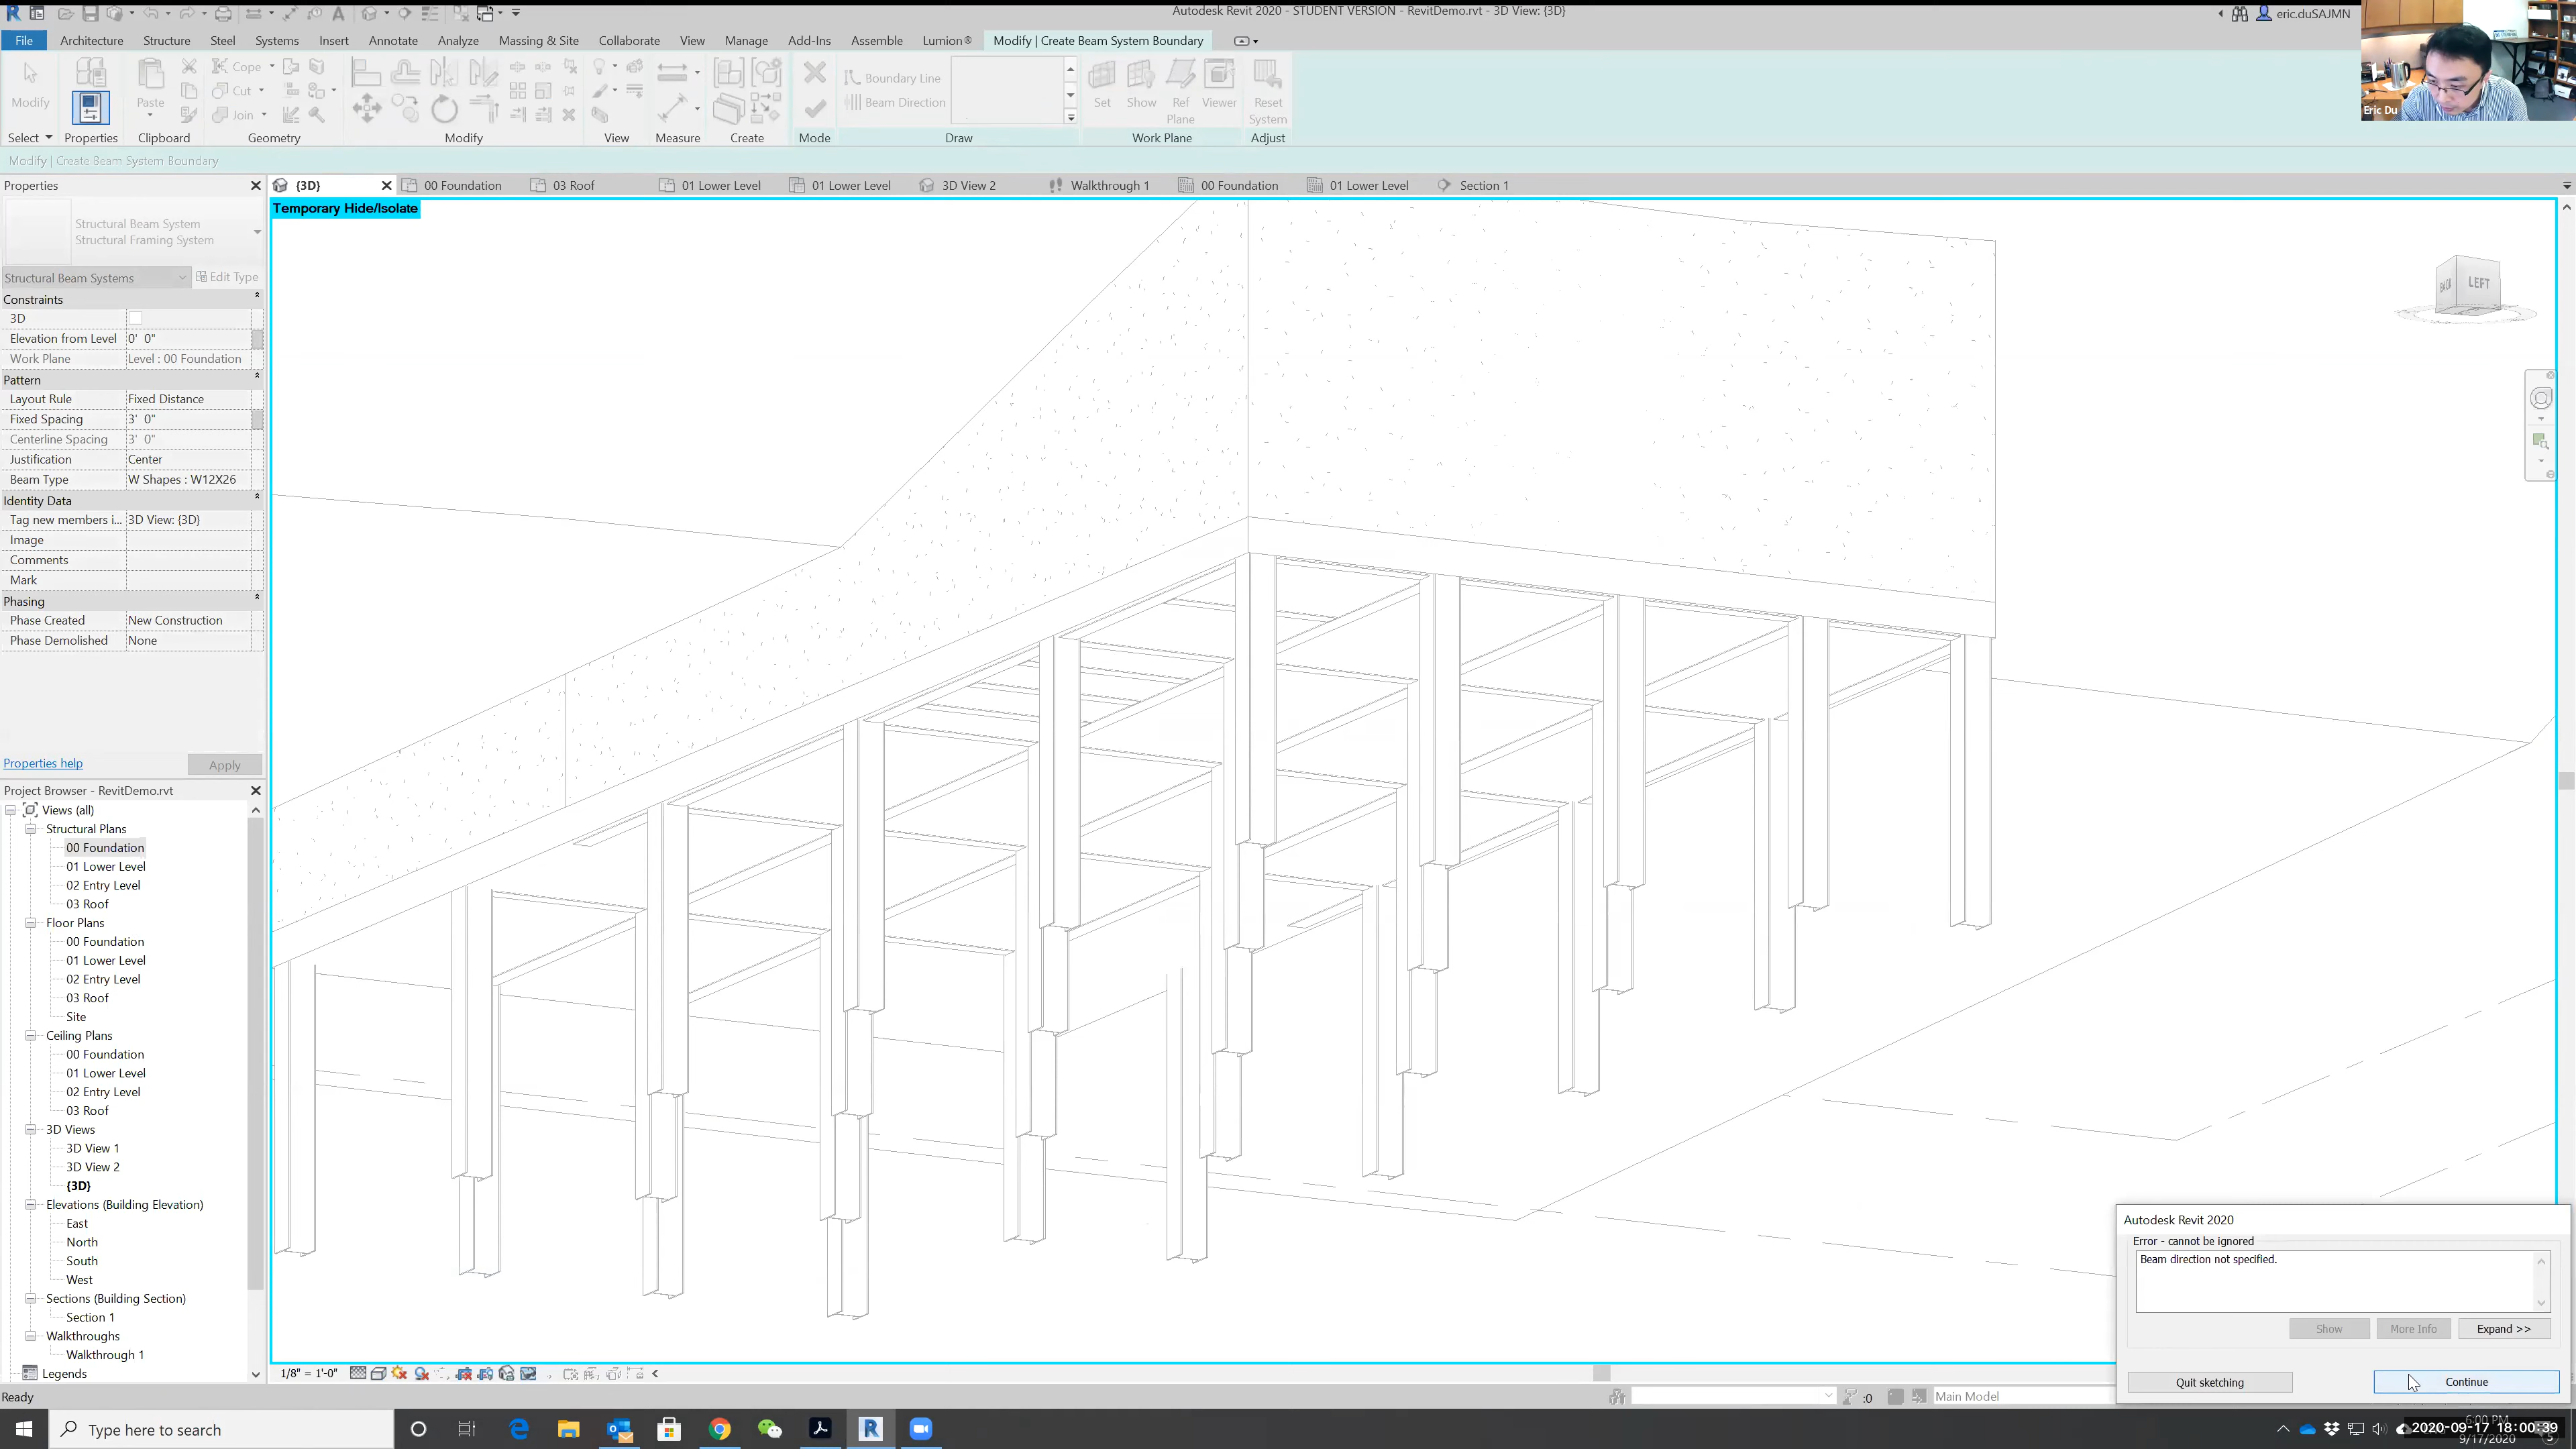 Autodesk Revit 2020 - STUDENT VERSION - RevitDemo.rvt - 3D View: {3D}
eric.duSAJMN
File Architecture Structure Steel Systems Insert Annotate Analyze Massing & Site Collaborate View Manage Add-Ins Assemble Lumion® Modify | Create Beam System Boundary
Eric Du
Cope
Boundary Line
Cut
Modify Paste Beam Direction Set Show Ref Viewer Reset
Join Plane System
Select Properties Clipboard Geometry Modify View Measure Create Mode Draw Work Plane Adjust
Modify | Create Beam System Boundary
Properties
{3D} 00 Foundation 03 Roof 01 Lower Level 01 Lower Level 3D View 2 Walkthrough 1 00 Foundation 01 Lower Level Section 1
Temporary Hide/Isolate
Structural Beam System
Structural Framing System
Structural Beam Systems Edit Type
Constraints
3D
Elevation from Level 0' 0"
Work Plane Level : 00 Foundation
Pattern
Layout Rule Fixed Distance
Fixed Spacing 3' 0"
Centerline Spacing 3' 0"
Justification Center
Beam Type W Shapes : W12X26
Identity Data
Tag new members i... 3D View: {3D}
Image
Comments
Mark
Phasing
Phase Created New Construction
Phase Demolished None
BACK LEFT
Properties help Apply
Project Browser - RevitDemo.rvt
Views (all)
Structural Plans
00 Foundation
01 Lower Level
02 Entry Level
03 Roof
Floor Plans
00 Foundation
01 Lower Level
02 Entry Level
03 Roof
Site
Ceiling Plans
00 Foundation
01 Lower Level
02 Entry Level
03 Roof
3D Views
3D View 1
3D View 2
{3D}
Elevations (Building Elevation)
East
North
South
West
Sections (Building Section)
Section 1
Walkthroughs
Walkthrough 1
Legends
Autodesk Revit 2020
Error - cannot be ignored
Beam direction not specified.
Show More Info Expand >>
Quit sketching Continue
1/8" = 1'-0"
Ready
:0 Main Model
Type here to search
6:00 PM
2020-09-17 18:00:39
9/17/2020